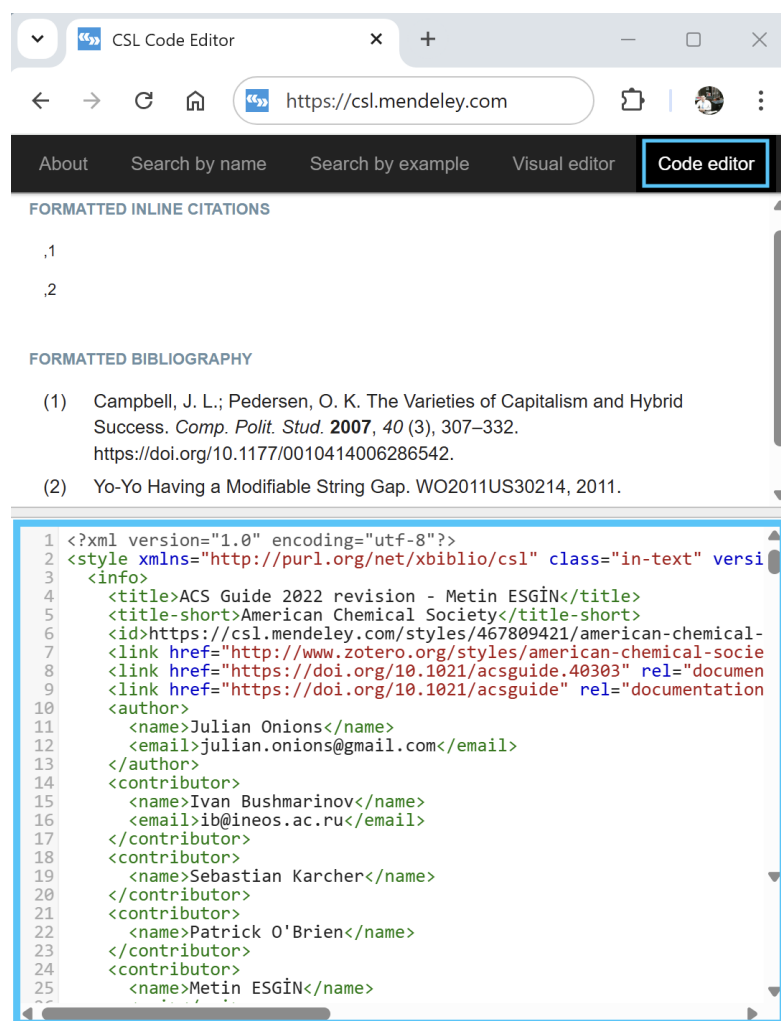 CSL Code Editor
https://csl.mendeley.com
About Search by name Search by example Visual editor Code editor
FORMATTED INLINE CITATIONS
,1
,2
FORMATTED BIBLIOGRAPHY
(1) Campbell, J. L.; Pedersen, O. K. The Varieties of Capitalism and Hybrid
Success. Comp. Polit. Stud. 2007, 40 (3), 307–332.
https://doi.org/10.1177/0010414006286542.
(2) Yo-Yo Having a Modifiable String Gap. WO2011US30214, 2011.
1 <?xml version="1.0" encoding="utf-8"?>
2 <style xmlns="http://purl.org/net/xbiblio/csl" class="in-text" versi
3 <info>
4 <title>ACS Guide 2022 revision - Metin ESGİN</title>
5 <title-short>American Chemical Society</title-short>
6 <id>https://csl.mendeley.com/styles/467809421/american-chemical-
7 <link href="http://www.zotero.org/styles/american-chemical-socie
8 <link href="https://doi.org/10.1021/acsguide.40303" rel="documen
9 <link href="https://doi.org/10.1021/acsguide" rel="documentation
10 <author>
11 <name>Julian Onions</name>
12 <email>julian.onions@gmail.com</email>
13 </author>
14 <contributor>
15 <name>Ivan Bushmarinov</name>
16 <email>ib@ineos.ac.ru</email>
17 </contributor>
18 <contributor>
19 <name>Sebastian Karcher</name>
20 </contributor>
21 <contributor>
22 <name>Patrick O'Brien</name>
23 </contributor>
24 <contributor>
25 <name>Metin ESGİN</name>